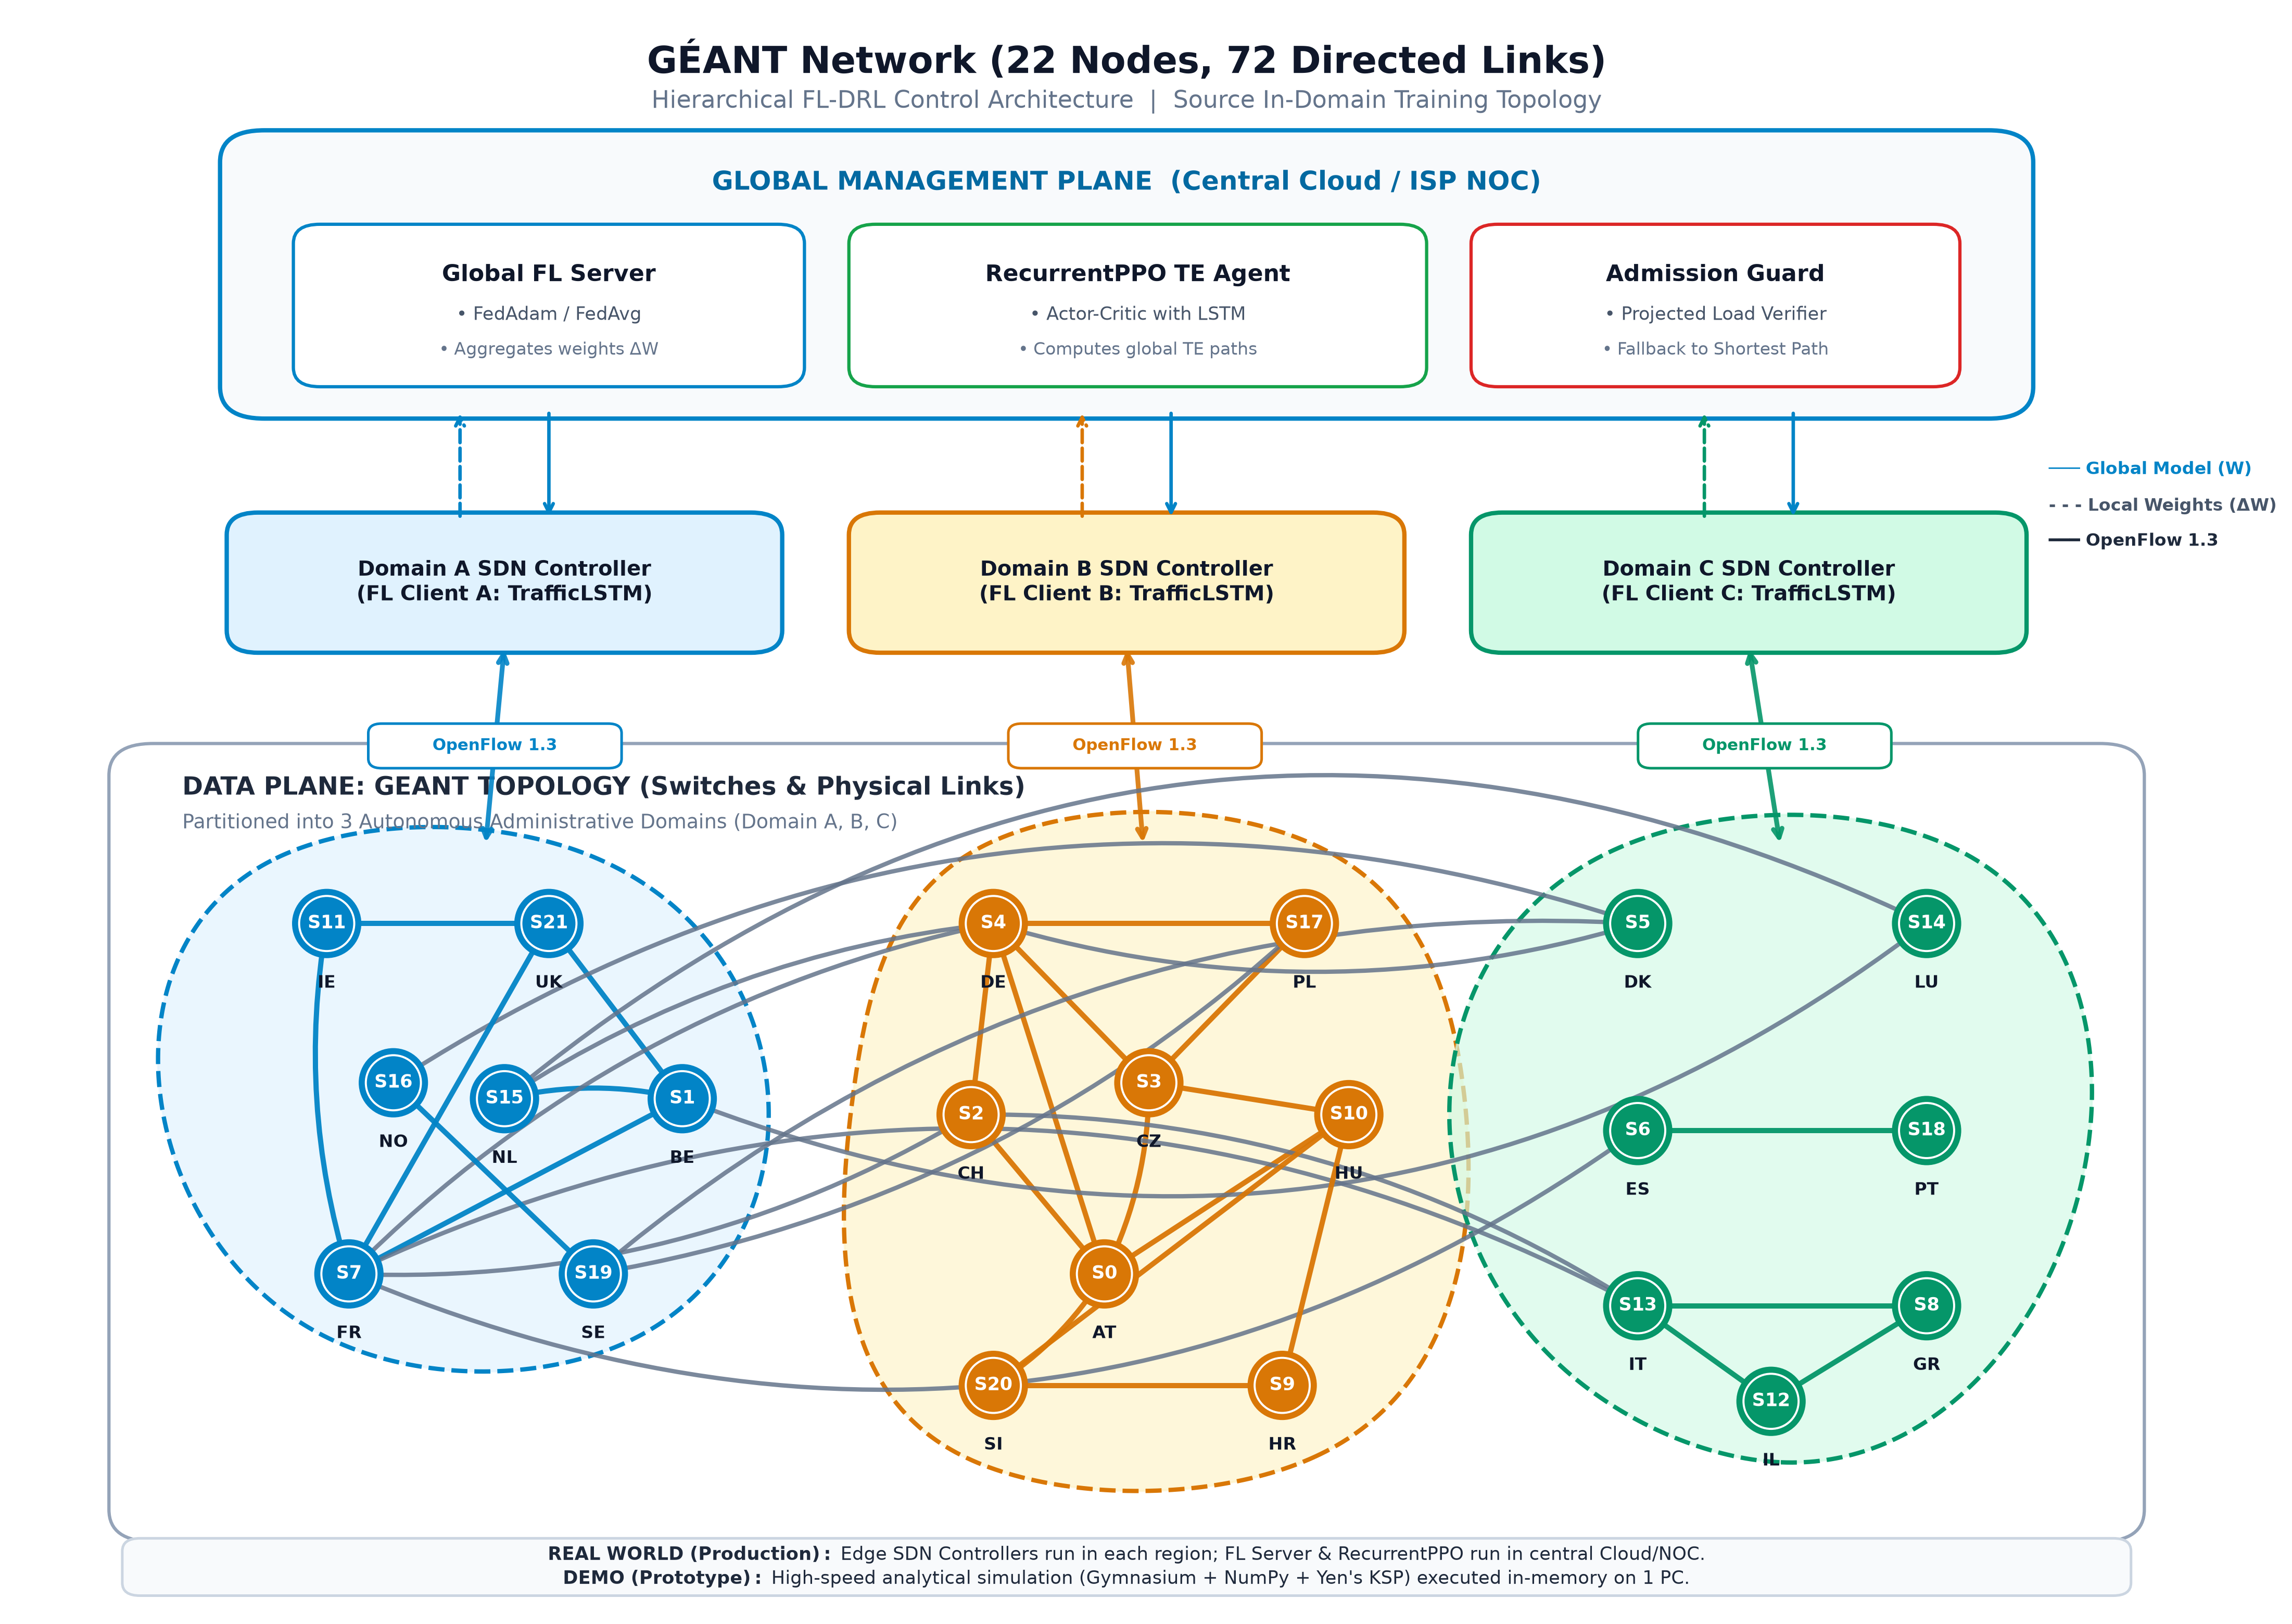 GÉANT Network (22 Nodes, 72 Directed Links)
Hierarchical FL-DRL Control Architecture | Source In-Domain Training Topology
GLOBAL MANAGEMENT PLANE (Central Cloud / ISP NOC)
Global FL Server
• FedAdam / FedAvg
• Aggregates weights ΔW
RecurrentPPO TE Agent
• Actor-Critic with LSTM
• Computes global TE paths
Admission Guard
• Projected Load Verifier
• Fallback to Shortest Path
Global Model (W)
- - - Local Weights (ΔW)
OpenFlow 1.3
Domain A SDN Controller
(FL Client A: TrafficLSTM)
Domain B SDN Controller
(FL Client B: TrafficLSTM)
Domain C SDN Controller
(FL Client C: TrafficLSTM)
OpenFlow 1.3
OpenFlow 1.3
OpenFlow 1.3
DATA PLANE: GEANT TOPOLOGY (Switches & Physical Links)
Partitioned into 3 Autonomous Administrative Domains (Domain A, B, C)
S11
IE
S21
UK
S16
NO
S15
NL
S1
BE
S7
FR
S19
SE
S4
DE
S17
PL
S3
CZ
S2
CH
S10
HU
S0
AT
S20
SI
S9
HR
S5
DK
S14
LU
S6
ES
S18
PT
S13
IT
S8
GR
S12
IL
REAL WORLD (Production): Edge SDN Controllers run in each region; FL Server & RecurrentPPO run in central Cloud/NOC.
DEMO (Prototype): High-speed analytical simulation (Gymnasium + NumPy + Yen's KSP) executed in-memory on 1 PC.